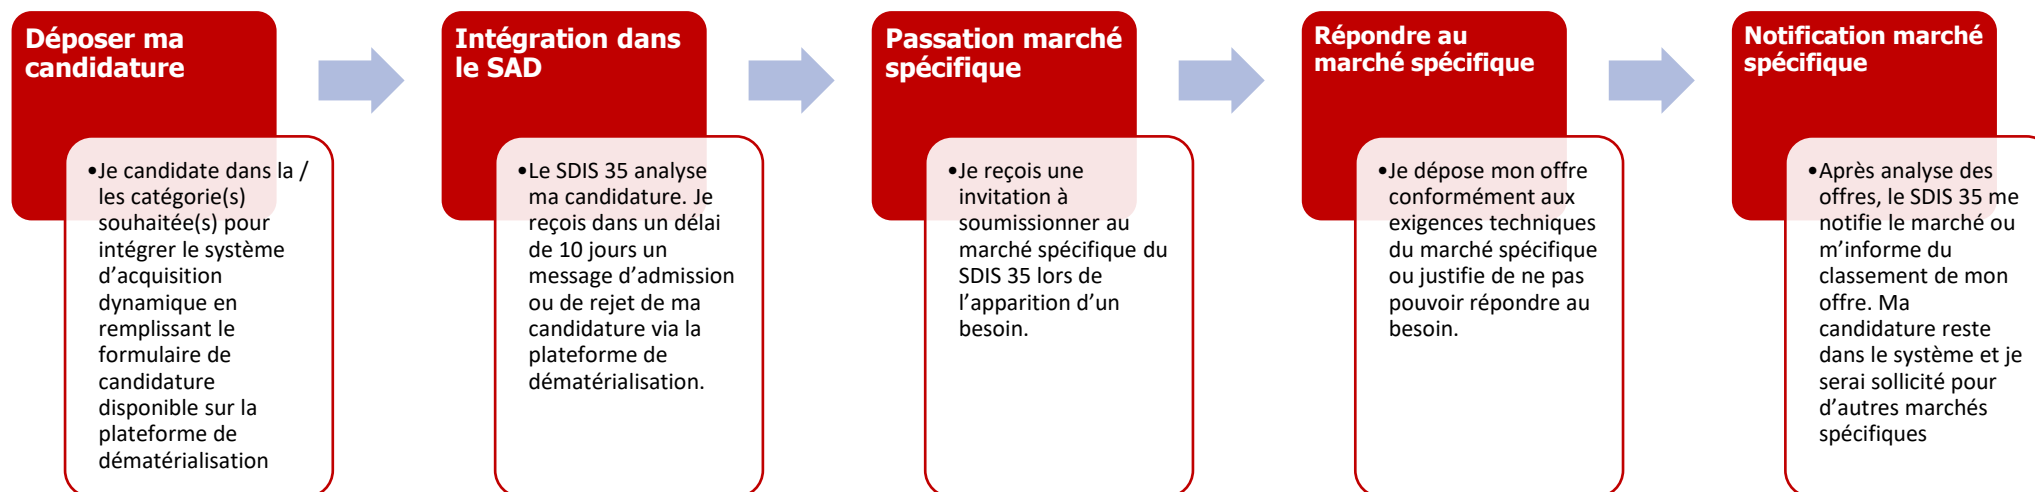 Déposer ma
candidature
•Je candidate dans la /
les catégorie(s)
souhaitée(s) pour
intégrer le système
d’acquisition
dynamique en
remplissant le
formulaire de
candidature
disponible sur la
plateforme de
dématérialisation
Intégration dans
le SAD
•Le SDIS 35 analyse
ma candidature. Je
reçois dans un délai
de 10 jours un
message d’admission
ou de rejet de ma
candidature via la
plateforme de
dématérialisation.
Passation marché
spécifique
•Je reçois une
invitation à
soumissionner au
marché spécifique du
SDIS 35 lors de
l’apparition d’un
besoin.
Répondre au
marché spécifique
•Je dépose mon offre
conformément aux
exigences techniques
du marché spécifique
ou justifie de ne pas
pouvoir répondre au
besoin.
Notification marché
spécifique
•Après analyse des
offres, le SDIS 35 me
notifie le marché ou
m’informe du
classement de mon
offre. Ma
candidature reste
dans le système et je
serai sollicité pour
d’autres marchés
spécifiques